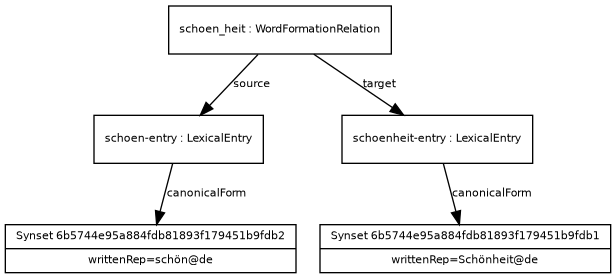 schoen_heit : WordFormationRelation
source
target
schoen-entry : LexicalEntry
schoenheit-entry : LexicalEntry
canonicalForm
canonicalForm
Synset 6b5744e95a884fdb81893f179451b9fdb2
Synset 6b5744e95a884fdb81893f179451b9fdb1
writtenRep=schön@de
writtenRep=Schönheit@de